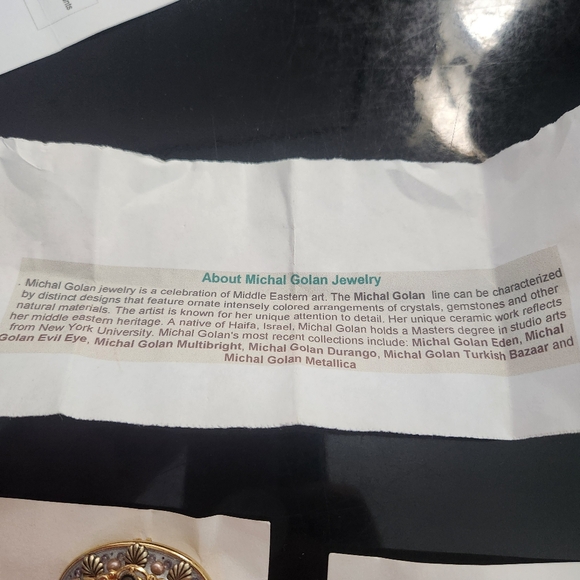 About Michal Golan Jewelry
Michal Golan jewelry is a celebration of Middle Eastern art. The Michal Golan line can be characterized
by distinct designs that feature ornate intensely colored arrangements of crystals, gemstones and other
natural materials. The artist is known for her unique attention to detail. Her unique ceramic work reflects
her middle eastern heritage. A native of Haifa, Israel, Michal Golan holds a Masters degree in studio arts
from New York University. Michal Golan's most recent collections include: Michal Golan Eden, Michal
Golan Evil Eye, Michal Golan Multibright, Michal Golan Durango, Michal Golan Turkish Bazaar and
Michal Golan Metallica